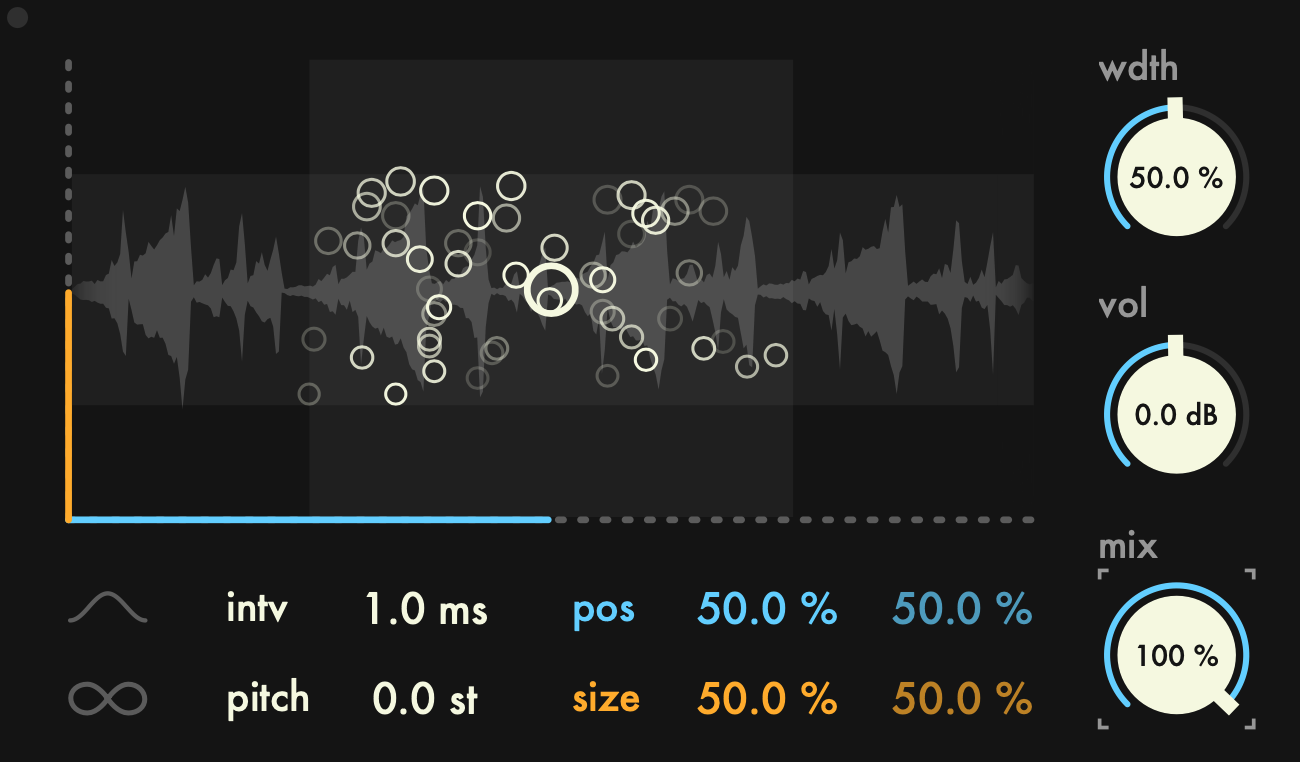 wdth
50.0 %
vol
0.0 dB
mix
100 %
intv 1.0 ms pos 50.0 % 50.0 %
pitch 0.0 st size 50.0 % 50.0 %